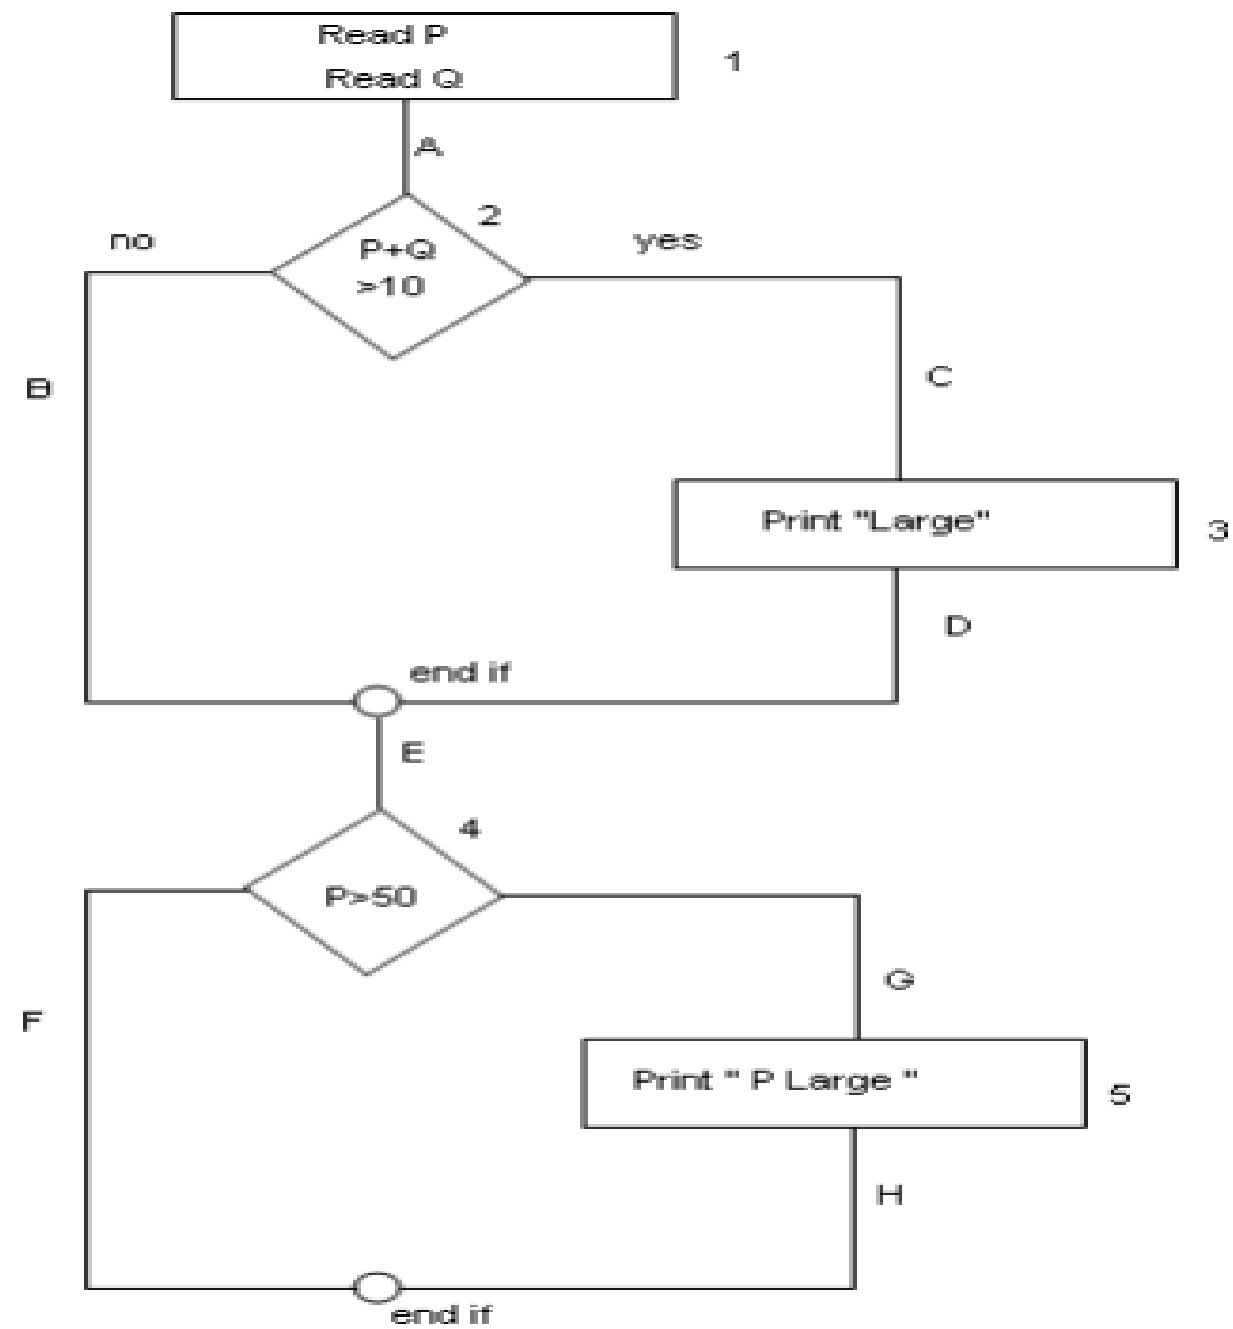 Read P
Read Q
1
A
2
no
P+Q
>10
yes
B
C
Print "Large"
3
D
end if
E
4
P>50
G
F
Print " P Large "
5
H
end if